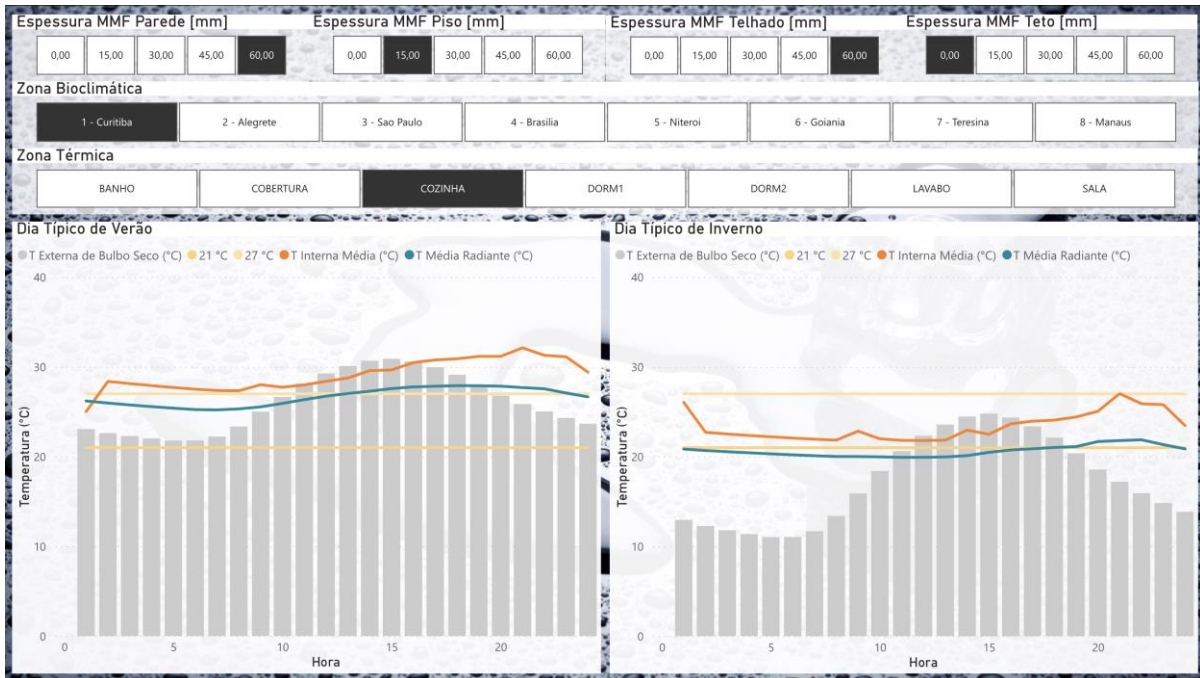 Espessura MMF Parede [mm] Espessura MMF Piso [mm] Espessura MMF Telhado [mm] Espessura MMF Teto [mm]
0,00 15,00 30,00 45,00 60,00 0,00 15,00 30,00 45,00 60,00 0,00 15,00 30,00 45,00 60,00 0,00 15,00 30,00 45,00 60,00
Zona Bioclimática
1 - Curitiba 2 - Alegrete 3 - Sao Paulo 4 - Brasilia 5 - Niteroi 6 - Goiania 7 - Teresina 8 - Manaus
Zona Térmica
BANHO COBERTURA COZINHA DORM1 DORM2 LAVABO SALA
Dia Típico de Verão
T Externa de Bulbo Seco (°C) 21 °C 27 °C T Interna Média (°C) T Média Radiante (°C)
40
30
20
10
0
Temperatura (°C)
0 5 10 15 20
Hora
Dia Típico de Inverno
T Externa de Bulbo Seco (°C) 21 °C 27 °C T Interna Média (°C) T Média Radiante (°C)
40
30
20
10
0
Temperatura (°C)
0 5 10 15 20
Hora